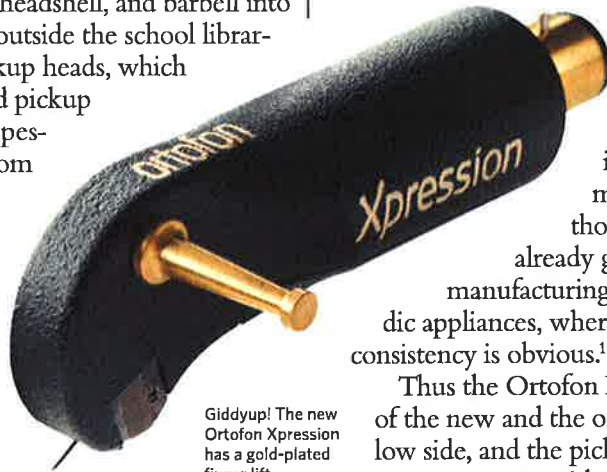 headshell, and barbell into
outside the school librar-
kup heads, which
d pickup
pes-
om
ortofon
Xpression
tho
already g
manufacturing
dic appliances, wher
consistency is obvious.¹
Thus the Ortofon
of the new and the o
low side, and the pick
Giddyup! The new
Ortofon Xpression
has a gold-plated
finger lift.